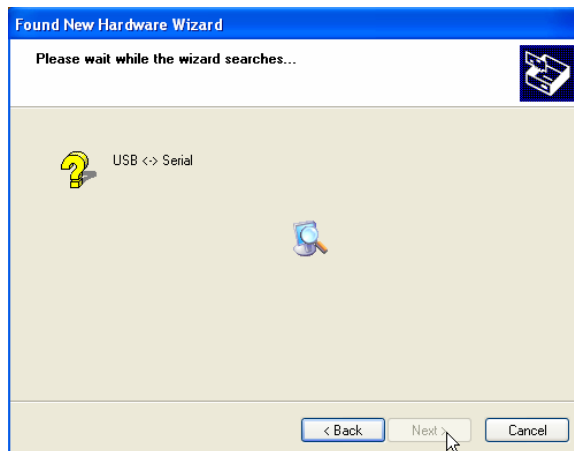 Found New Hardware Wizard
Please wait while the wizard searches...
USB <-> Serial
< Back
Next >
Cancel